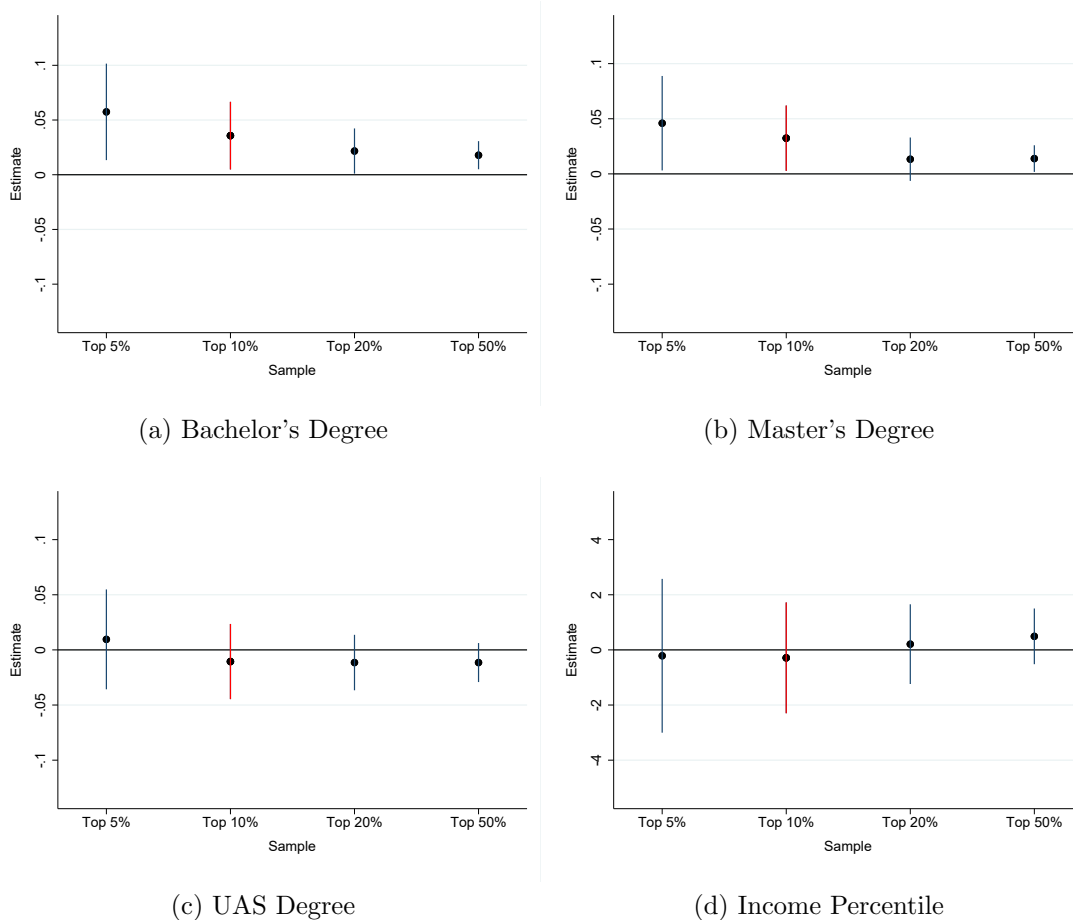 .1
.05
0
-.05
-.1
Estimate
Top 5% Top 10% Top 20% Top 50%
Sample
(a) Bachelor's Degree
.1
.05
0
-.05
-.1
Estimate
Top 5% Top 10% Top 20% Top 50%
Sample
(b) Master's Degree
.1
.05
0
-.05
-.1
Estimate
Top 5% Top 10% Top 20% Top 50%
Sample
(c) UAS Degree
4
2
0
-2
-4
Estimate
Top 5% Top 10% Top 20% Top 50%
Sample
(d) Income Percentile